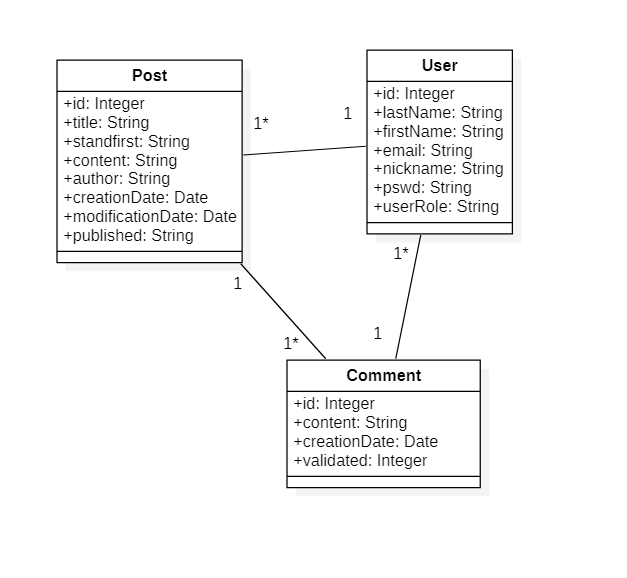 Post
+id: Integer
+title: String
+standfirst: String
+content: String
+author: String
+creationDate: Date
+modificationDate: Date
+published: String
1*
1
User
+id: Integer
+lastName: String
+firstName: String
+email: String
+nickname: String
+pswd: String
+userRole: String
1*
1
1
1*
Comment
+id: Integer
+content: String
+creationDate: Date
+validated: Integer